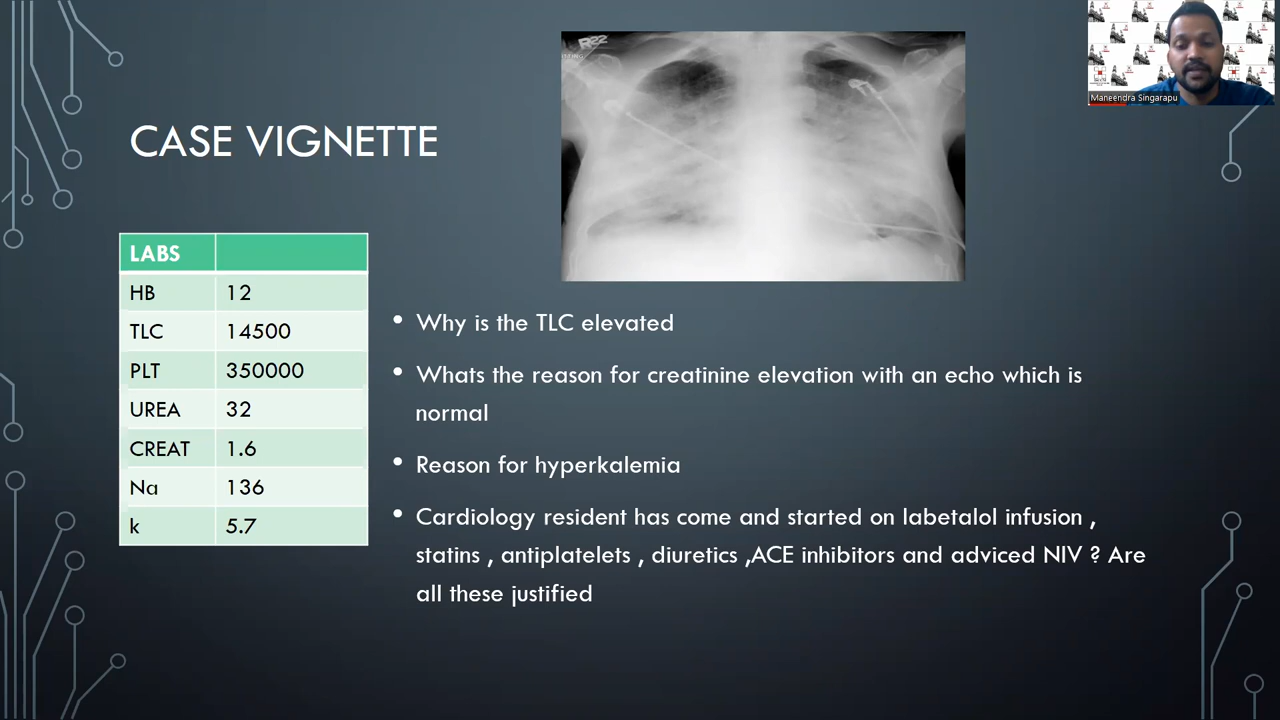 Maneendra Singarapu
CASE VIGNETTE
LABS
HB 12
TLC 14500
PLT 350000
UREA 32
CREAT 1.6
Na 136
k 5.7
• Why is the TLC elevated
• Whats the reason for creatinine elevation with an echo which is
normal
• Reason for hyperkalemia
• Cardiology resident has come and started on labetalol infusion ,
statins , antiplatelets , diuretics ,ACE inhibitors and adviced NIV ? Are
all these justified